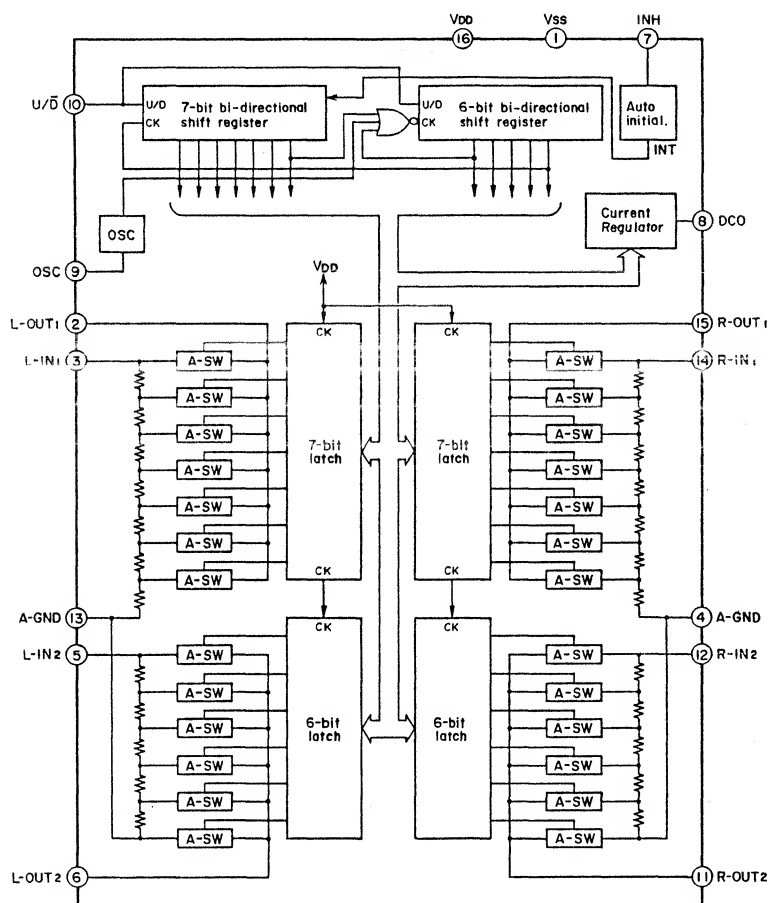 VDD VSS INH
16 1 7
U/D̅ 10
U/D 7-bit bi-directional
CK shift register
U/D 6-bit bi-directional
CK shift register
Auto
initial.
INT
OSC
OSC 9
Current
Regulator
8 DCO
VDD
L-OUT1 2
15 R-OUT1
CK CK
L-IN1 3
14 R-IN1
A-SW A-SW
A-SW A-SW
A-SW A-SW
A-SW A-SW
A-SW A-SW
A-SW A-SW
A-SW A-SW
7-bit
latch
7-bit
latch
CK CK
A-GND 13
4 A-GND
CK CK
L-IN2 5
12 R-IN2
A-SW A-SW
A-SW A-SW
A-SW A-SW
A-SW A-SW
A-SW A-SW
A-SW A-SW
6-bit
latch
6-bit
latch
L-OUT2 6
11 R-OUT2